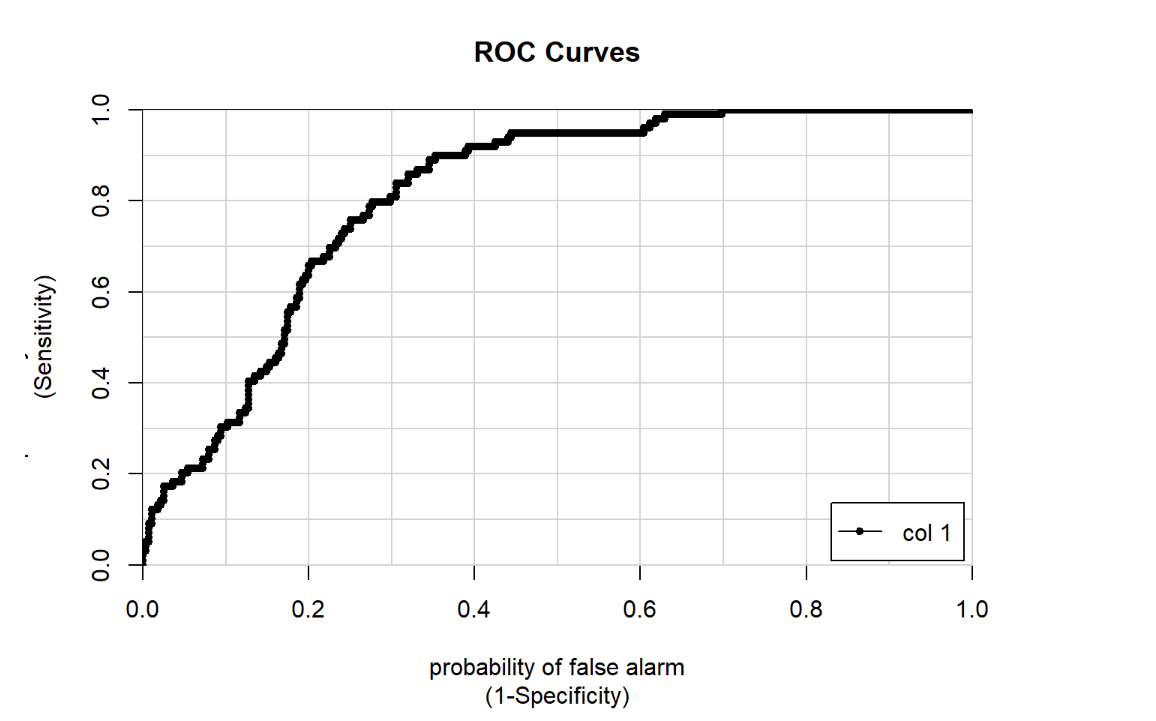 ROC Curves
1.0
0.8
0.6
0.4
0.2
0.0
(Sensitivity)
col 1
0.0 0.2 0.4 0.6 0.8 1.0
probability of false alarm
(1-Specificity)